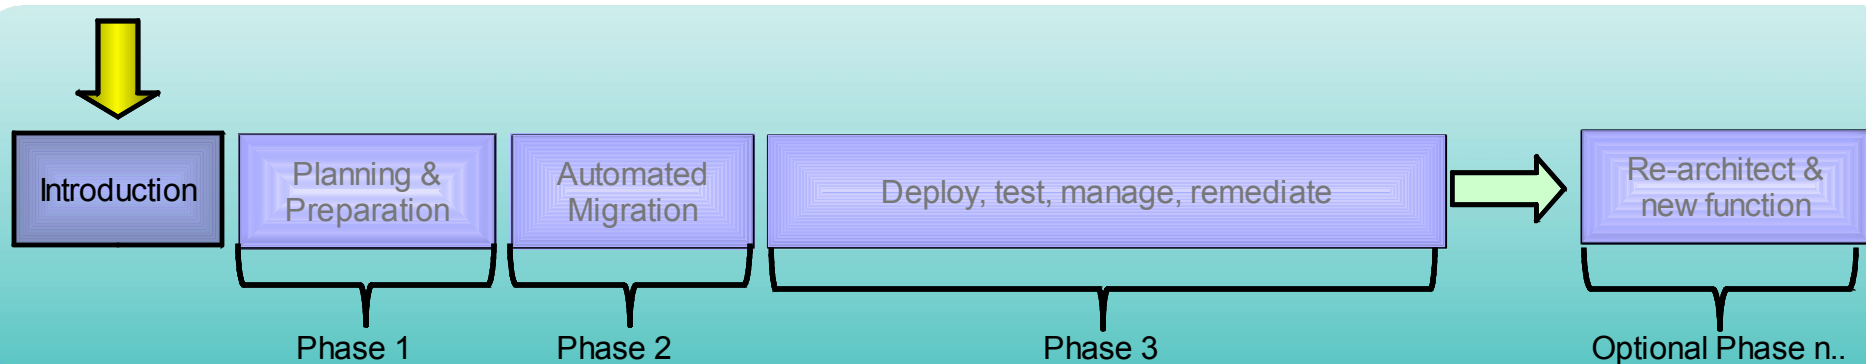 Introduction
Planning &
Preparation
Automated
Migration
Deploy, test, manage, remediate
Re-architect &
new function
Phase 1
Phase 2
Phase 3
Optional Phase n..